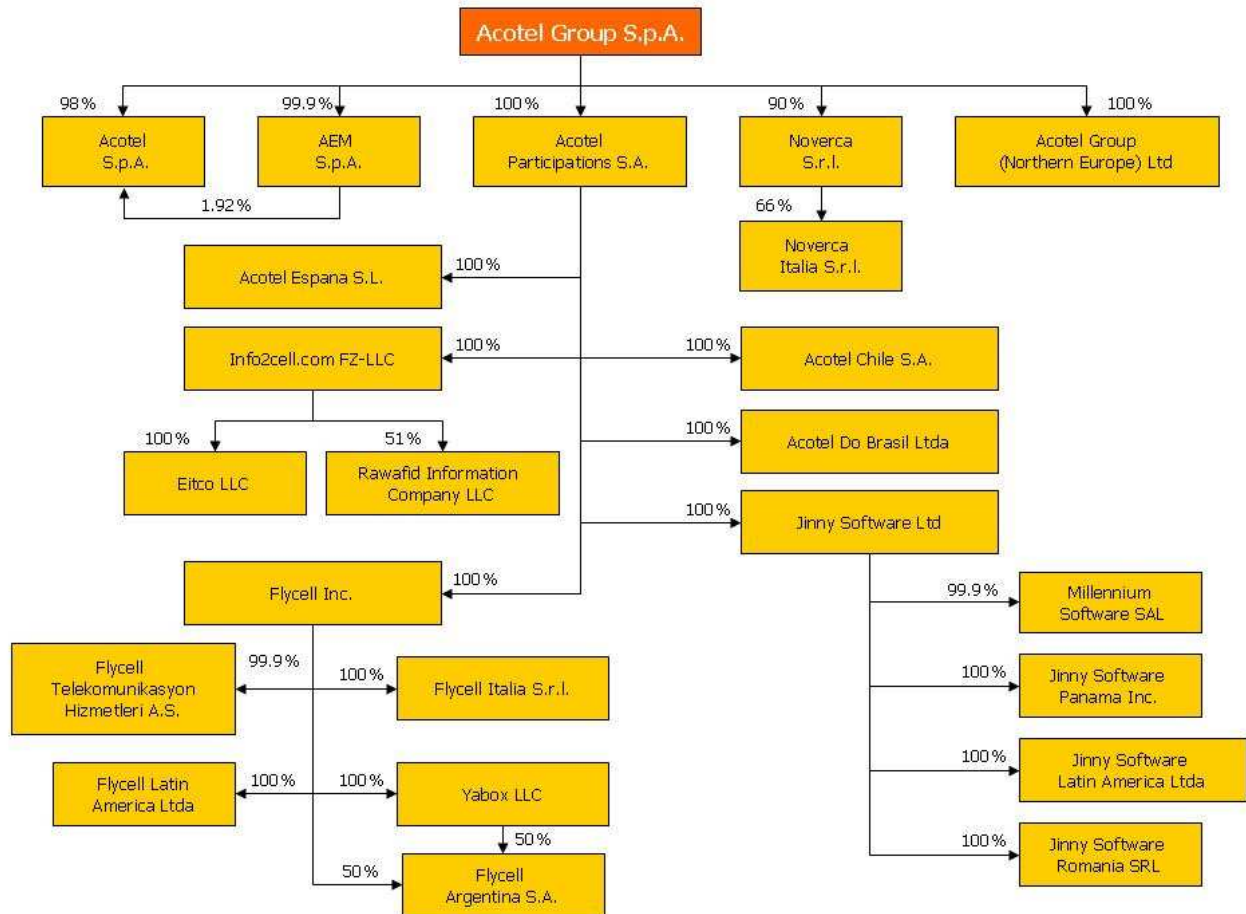 Acotel Group S.p.A.
98%
99.9%
100%
90%
100%
Acotel
S.p.A.
AEM
S.p.A.
Acotel
Participations S.A.
Noverca
S.r.l.
Acotel Group
(Northern Europe) Ltd
1.92%
66%
Noverca
Italia S.r.l.
Acotel Espana S.L.
100%
Info2cell.com FZ-LLC
100%
100%
Acotel Chile S.A.
100%
51%
Eitco LLC
Rawafid Information
Company LLC
100%
Acotel Do Brasil Ltda
100%
Jinny Software Ltd
Flycell Inc.
100%
99.9%
Millennium
Software SAL
Flycell
Telekomunikasyon
Hizmetleri A.S.
99.9%
100%
Flycell Italia S.r.l.
100%
Jinny Software
Panama Inc.
Flycell Latin
America Ltda
100%
100%
Yabox LLC
100%
Jinny Software
Latin America Ltda
50%
50%
Flycell
Argentina S.A.
100%
Jinny Software
Romania SRL